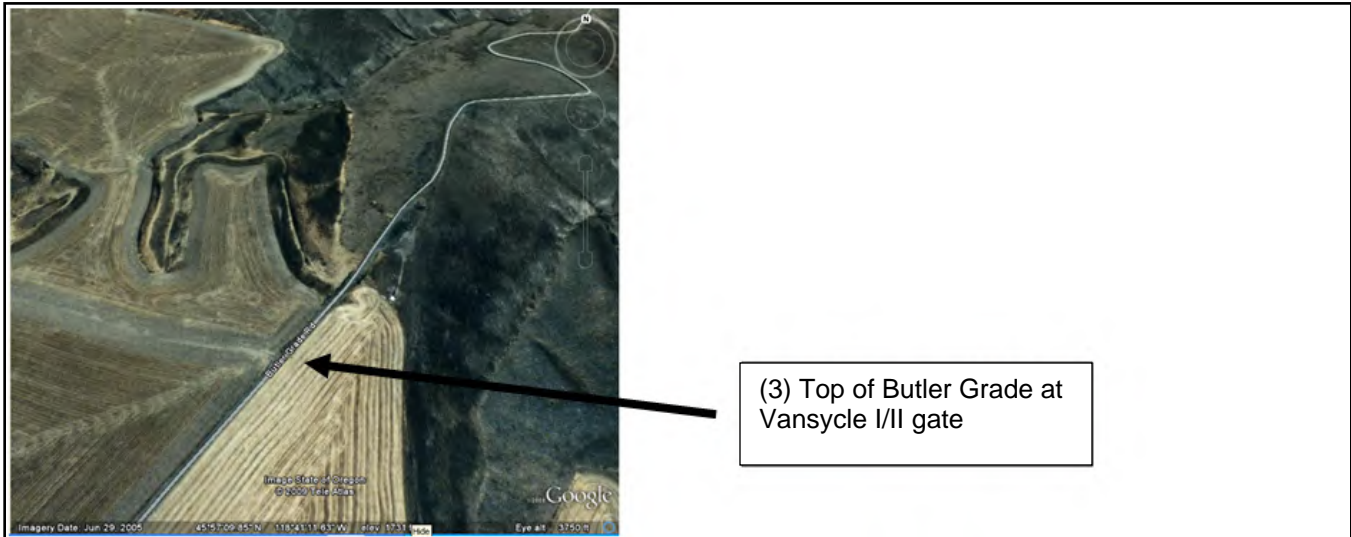 N
Butler Grade Rd
(3) Top of Butler Grade at
Vansycle I/II gate
Image State of Oregon
© 2009 Tele Atlas
Google
Imagery Date: Jun 29, 2005 45°57'09.85" N 118°41'11.63" W elev 1731 Hide Eye alt 3750 ft